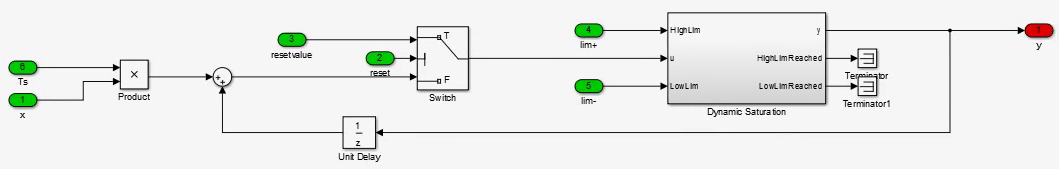 4
HighLim
y
1
3
T
lim+
y
resetvalue
2
u
HighLimReached
6
reset
Terminator
Ts
×
F
5
LowLim
LowLimReached
1
Product
Switch
lim-
Terminator1
x
Dynamic Saturation
1
z
Unit Delay